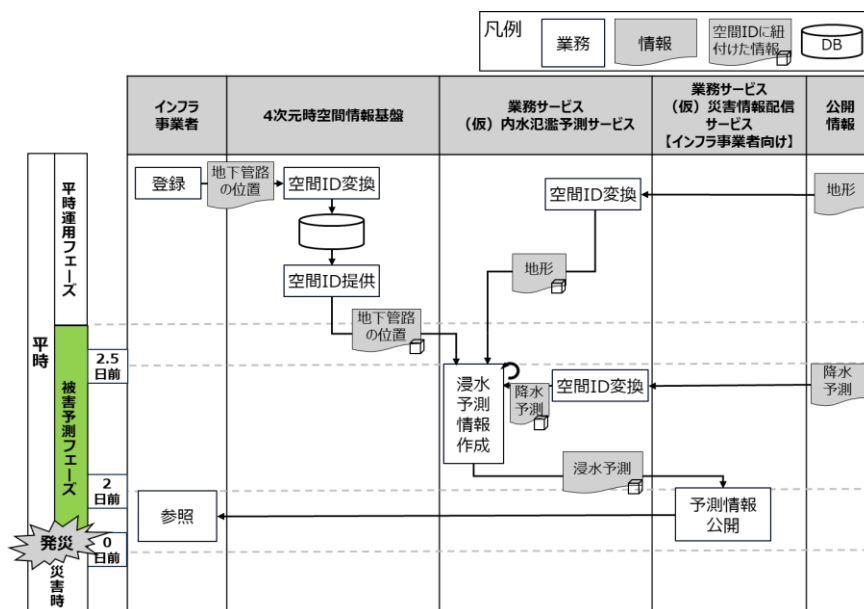 凡例
業務
情報
空間IDに紐
付けた情報
DB
インフラ
事業者
4次元時空間情報基盤
業務サービス
(仮)内水氾濫予測サービス
業務サービス
(仮)災害情報配信
サービス
【インフラ事業者向け】
公開
情報
平時
平時運用フェーズ
登録
地下管路
の位置
空間ID変換
空間ID提供
地下管路
の位置
空間ID変換
地形
地形
被害予測フェーズ
2.5
日前
浸水
予測
情報
作成
降水
予測
空間ID変換
降水
予測
浸水予測
2
日前
参照
予測情報
公開
発災
0
日前
災害時